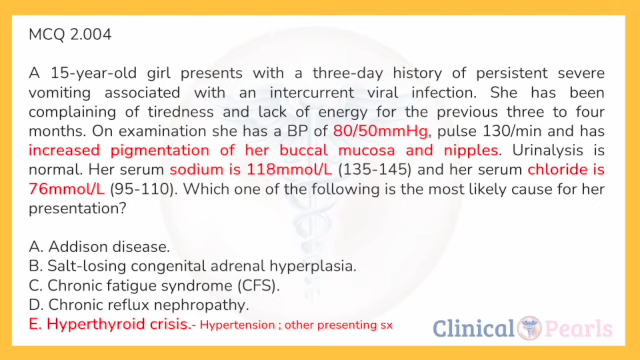 MCQ 2.004
A 15-year-old girl presents with a three-day history of persistent severe
vomiting associated with an intercurrent viral infection. She has been
complaining of tiredness and lack of energy for the previous three to four
months. On examination she has a BP of 80/50mmHg, pulse 130/min and has
increased pigmentation of her buccal mucosa and nipples. Urinalysis is
normal. Her serum sodium is 118mmol/L (135-145) and her serum chloride is
76mmol/L (95-110). Which one of the following is the most likely cause for her
presentation?
A. Addison disease.
B. Salt-losing congenital adrenal hyperplasia.
C. Chronic fatigue syndrome (CFS).
D. Chronic reflux nephropathy.
E. Hyperthyroid crisis.- Hypertension ; other presenting sx
Clinical Pearls